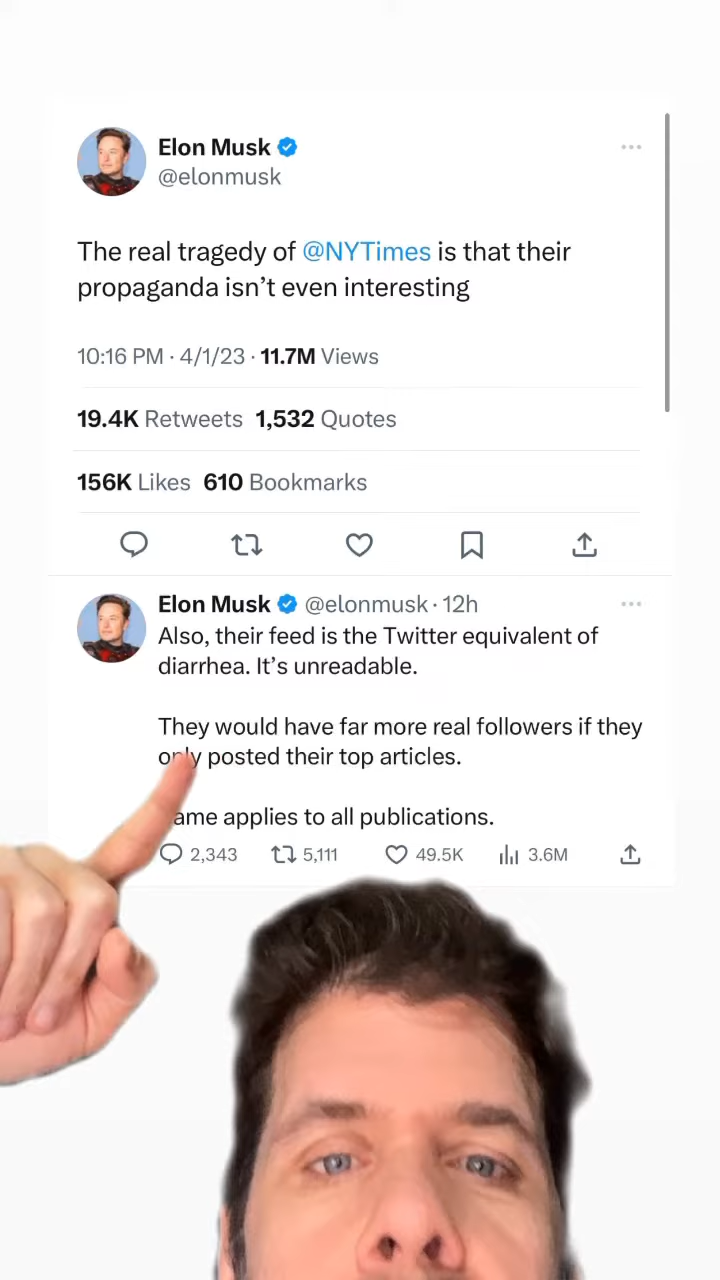 Elon Musk
@elonmusk
The real tragedy of @NYTimes is that their
propaganda isn’t even interesting
10:16 PM · 4/1/23 · 11.7M Views
19.4K Retweets 1,532 Quotes
156K Likes 610 Bookmarks
Elon Musk @elonmusk · 12h
Also, their feed is the Twitter equivalent of
diarrhea. It’s unreadable.
They would have far more real followers if they
only posted their top articles.
ame applies to all publications.
2,343 5,111 49.5K 3.6M